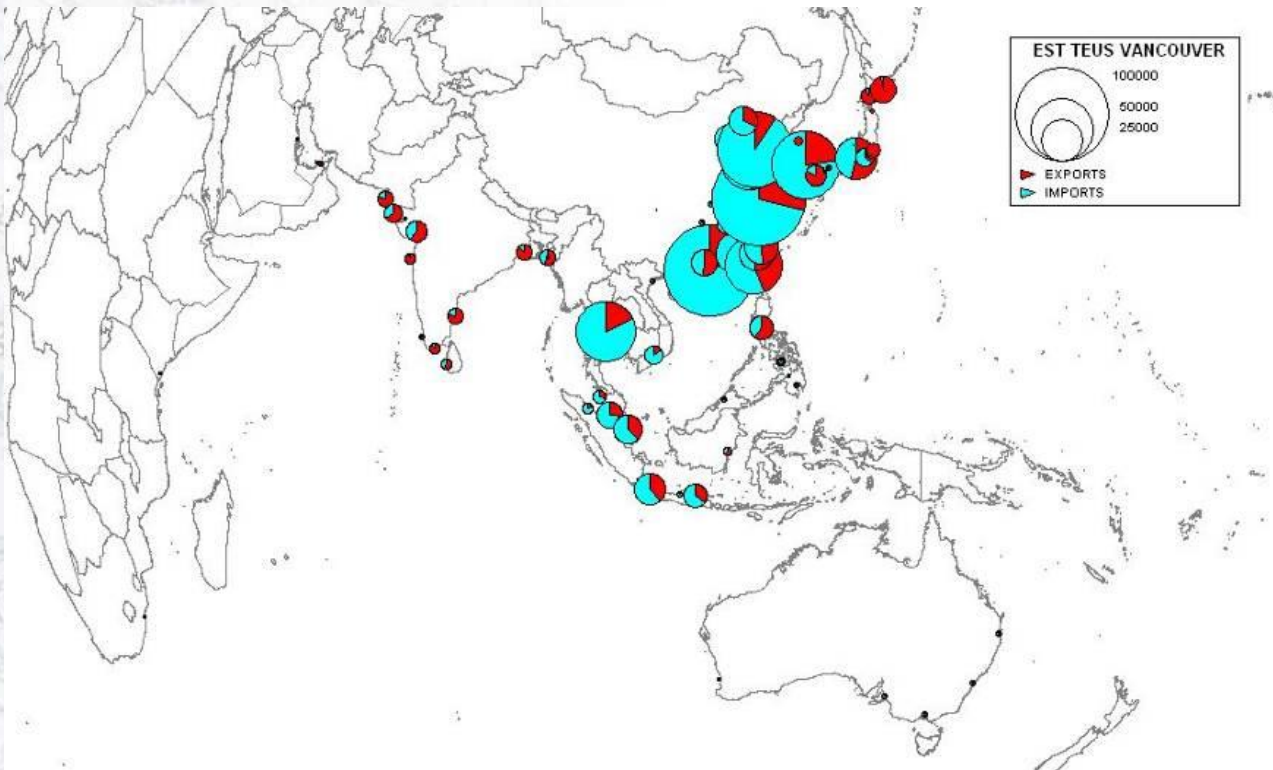 EST TEUS VANCOUVER
100000
50000
25000
EXPORTS
IMPORTS